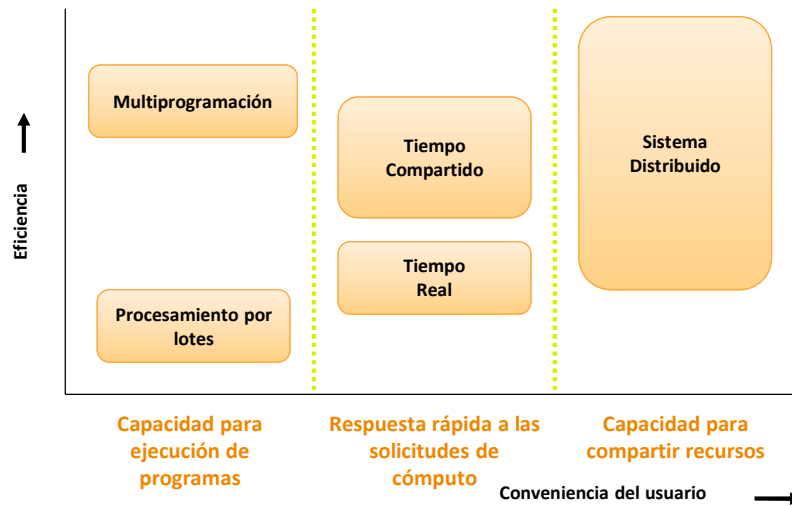 Multiprogramación
Tiempo
Compartido
Sistema
Distribuido
Eficiencia
Tiempo
Real
Procesamiento por
lotes
Capacidad para
ejecución de
programas
Respuesta rápida a las
solicitudes de
cómputo
Capacidad para
compartir recursos
Conveniencia del usuario